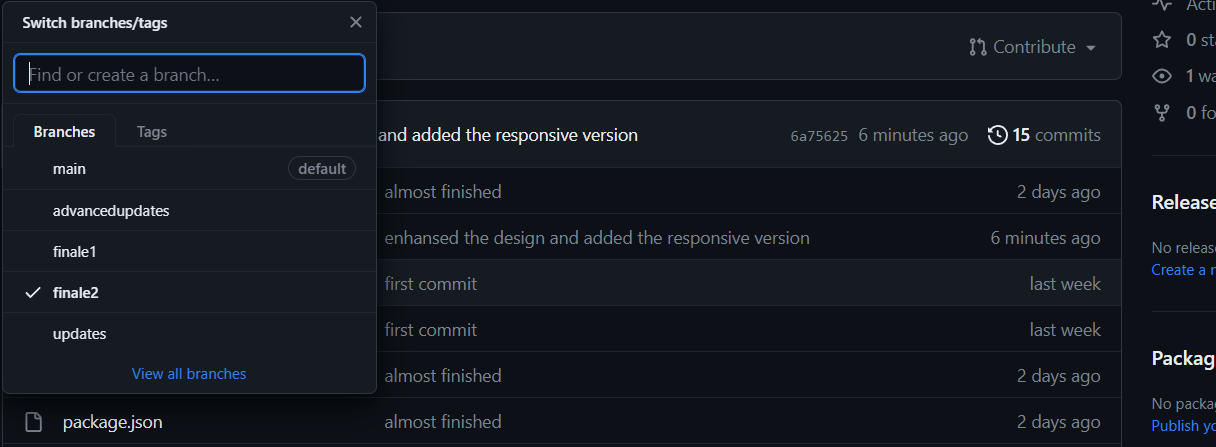 Switch branches/tags
Find or create a branch...
Branches
Tags
main
default
advancedupdates
finale1
finale2
updates
View all branches
Contribute
and added the responsive version
6a75625
6 minutes ago
15 commits
almost finished
2 days ago
enhansed the design and added the responsive version
6 minutes ago
first commit
last week
first commit
last week
almost finished
2 days ago
package.json
almost finished
2 days ago
Acti
0 sta
1 wa
0 fo
Release
No release
Create a n
Packag
No packa
Publish yo